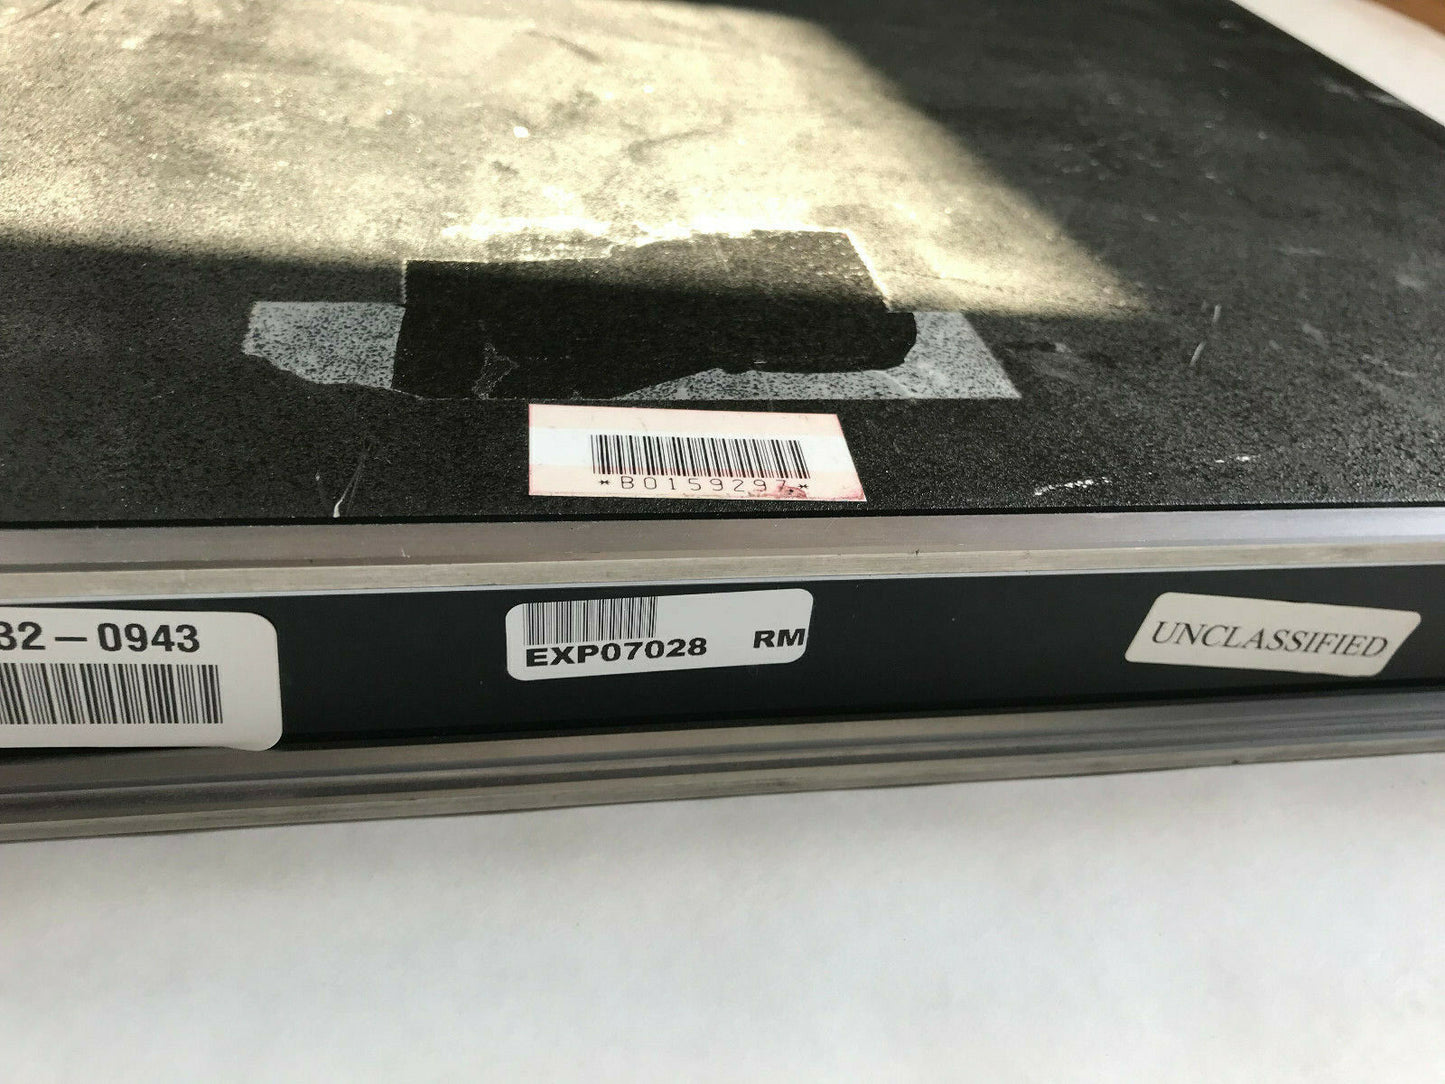 *B0159297*
32-0943
EXP07028 RM
UNCLASSIFIED